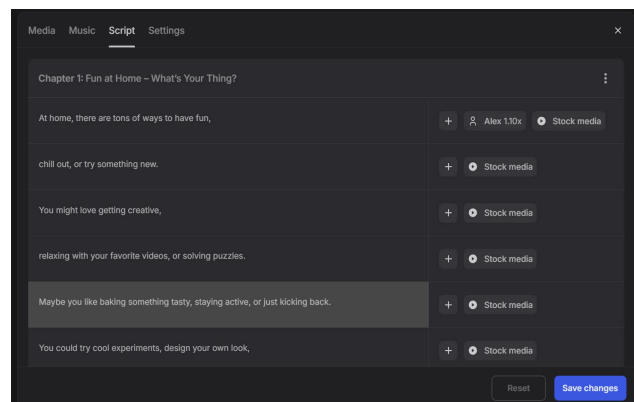 Media Music Script Settings
Chapter 1: Fun at Home – What's Your Thing?
At home, there are tons of ways to have fun,
Alex 1.10x Stock media
chill out, or try something new.
Stock media
You might love getting creative,
Stock media
relaxing with your favorite videos, or solving puzzles.
Stock media
Maybe you like baking something tasty, staying active, or just kicking back.
Stock media
You could try cool experiments, design your own look,
Stock media
Reset Save changes